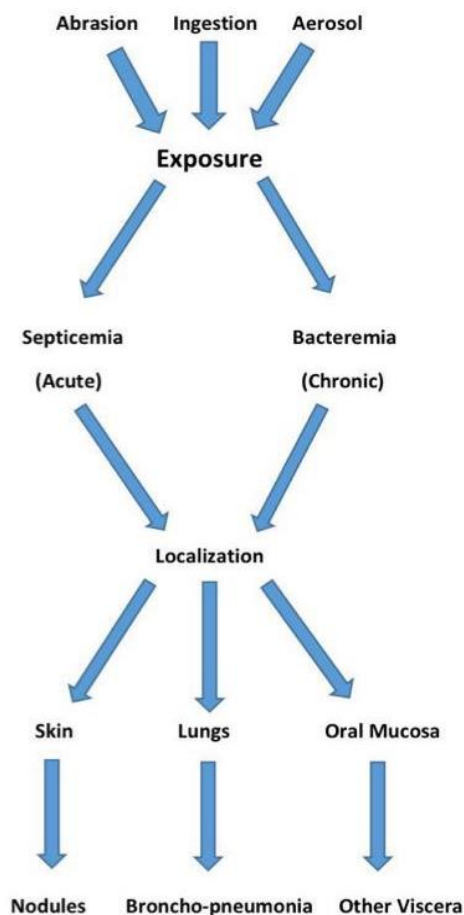 Abrasion Ingestion Aerosol
Exposure
Septicemia Bacteremia
(Acute) (Chronic)
Localization
Skin Lungs Oral Mucosa
Nodules Broncho-pneumonia Other Viscera